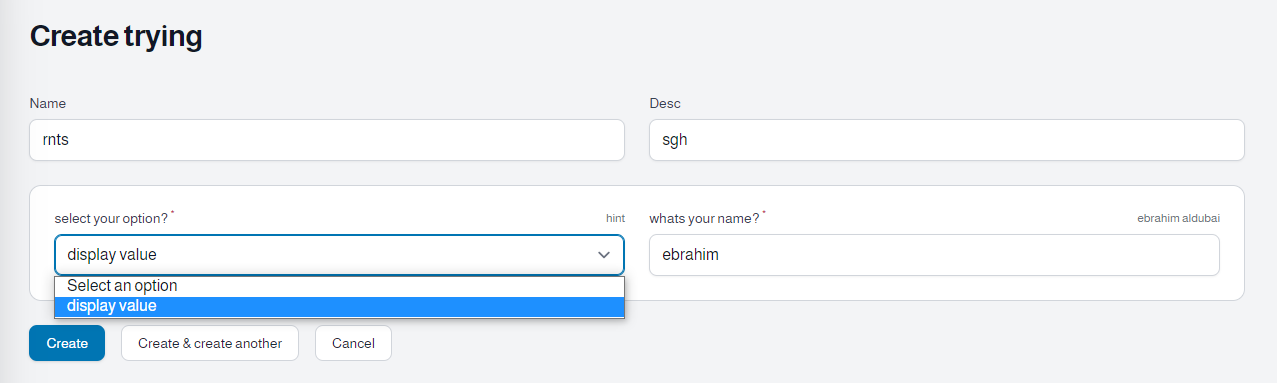 Create trying
Name
Desc
rnts
sgh
select your option?*
hint
whats your name?*
ebrahim aldubai
display value
ebrahim
Select an option
display value
Create
Create & create another
Cancel